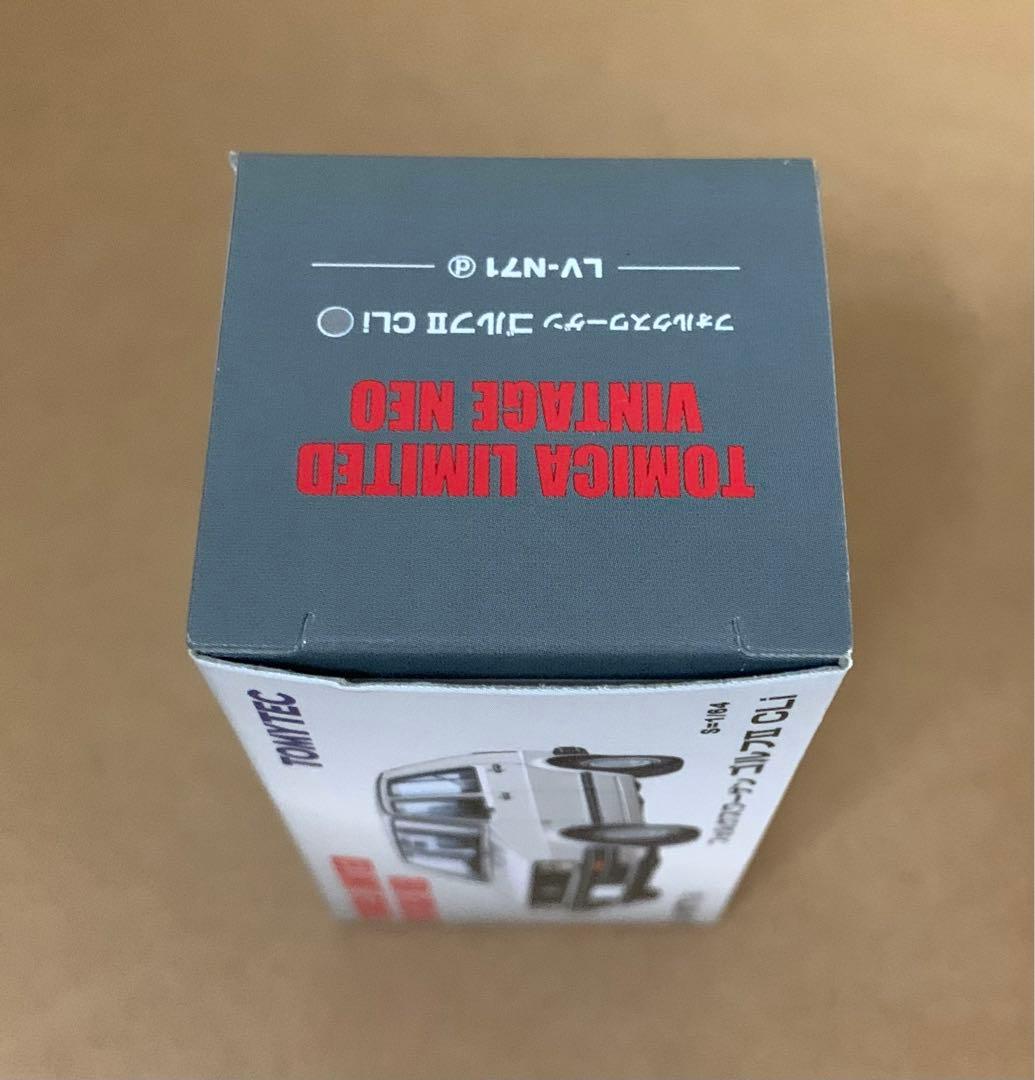 TOMICA LIMITED
VINTAGE NEO
フォルクスワーゲン ゴルフⅡ CLi
LV-N71 ⓓ
TOMYTEC
S=1/64
フォルクスワーゲン ゴルフⅡ CLi